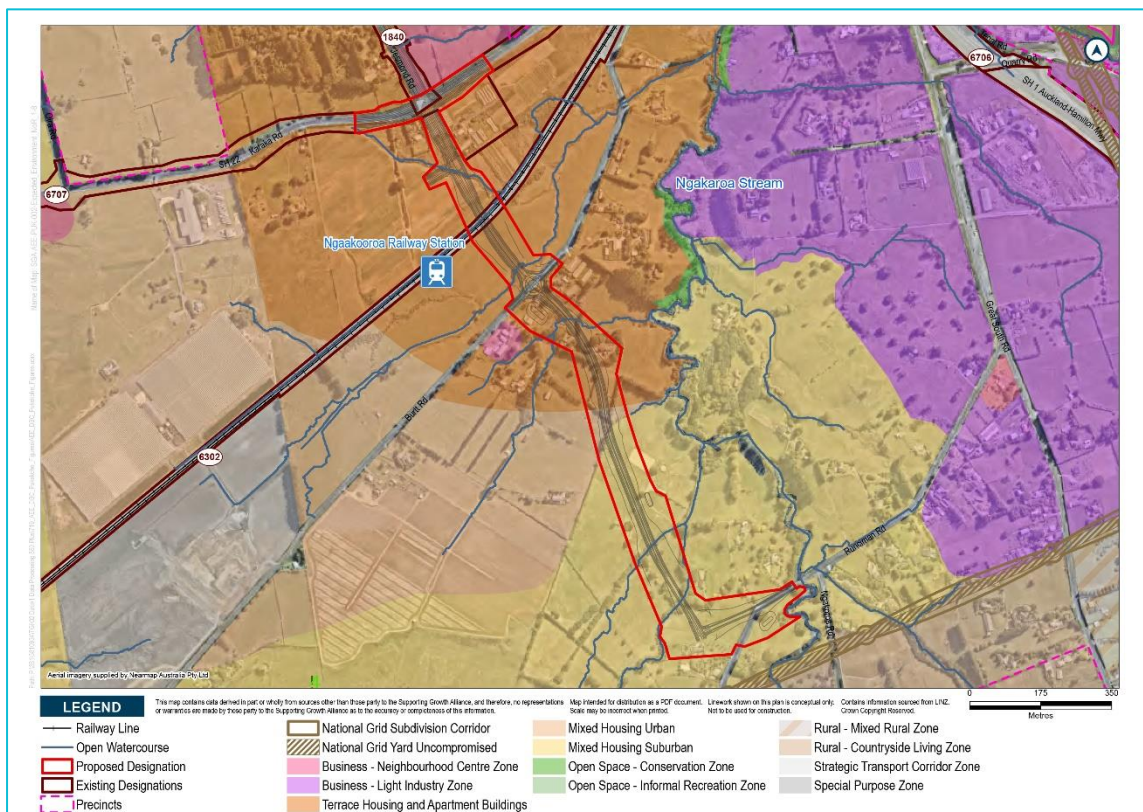 1840
Jesmond Rd
6706
Quarry Rd
SH 1 Auckland-Hamilton Mwy
SH 22
Karaka Rd
6707
Ngakaroa Stream
Ngaakooroa Railway Station
Great South Rd
Burtt Rd
6302
Runciman Rd
Aerial imagery supplied by Nearmap Australia Pty Ltd
0 175 350
Metres
LEGEND
This map contains data derived in part or wholly from sources other than those party to the Supporting Growth Alliance, and therefore, no representations
or warranties are made by those party to the Supporting Growth Alliance as to the accuracy or completeness of this information.
Map intended for distribution as a PDF document.
Scale may be incorrect when printed.
Linework shown on this plan is conceptual only.
Not to be used for construction.
Contains information sourced from LINZ.
Crown Copyright Reserved.
Railway Line
Open Watercourse
Proposed Designation
Existing Designations
Precincts
National Grid Subdivision Corridor
National Grid Yard Uncompromised
Business - Neighbourhood Centre Zone
Business - Light Industry Zone
Terrace Housing and Apartment Buildings
Mixed Housing Urban
Mixed Housing Suburban
Open Space - Conservation Zone
Open Space - Informal Recreation Zone
Rural - Mixed Rural Zone
Rural - Countryside Living Zone
Strategic Transport Corridor Zone
Special Purpose Zone